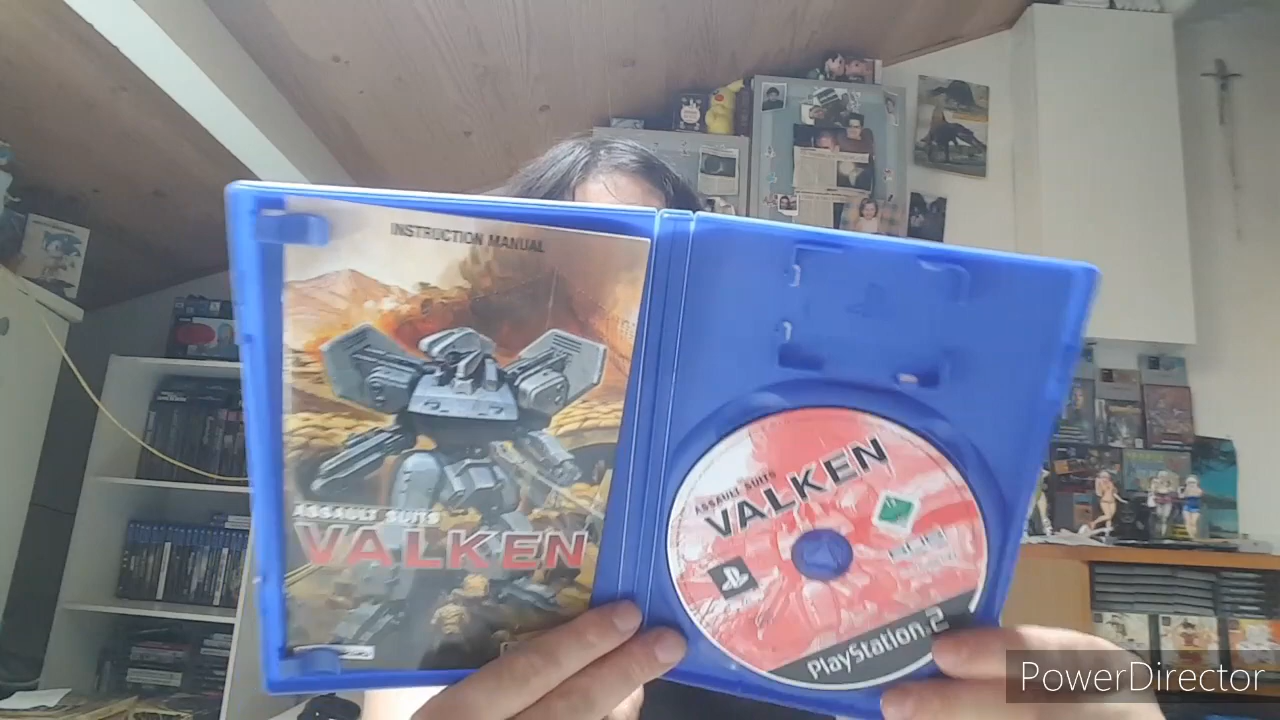 INSTRUCTION MANUAL
ASSAULT SUITS
VALKEN
ASSAULT SUITS
VALKEN
PlayStation.2
PowerDirector